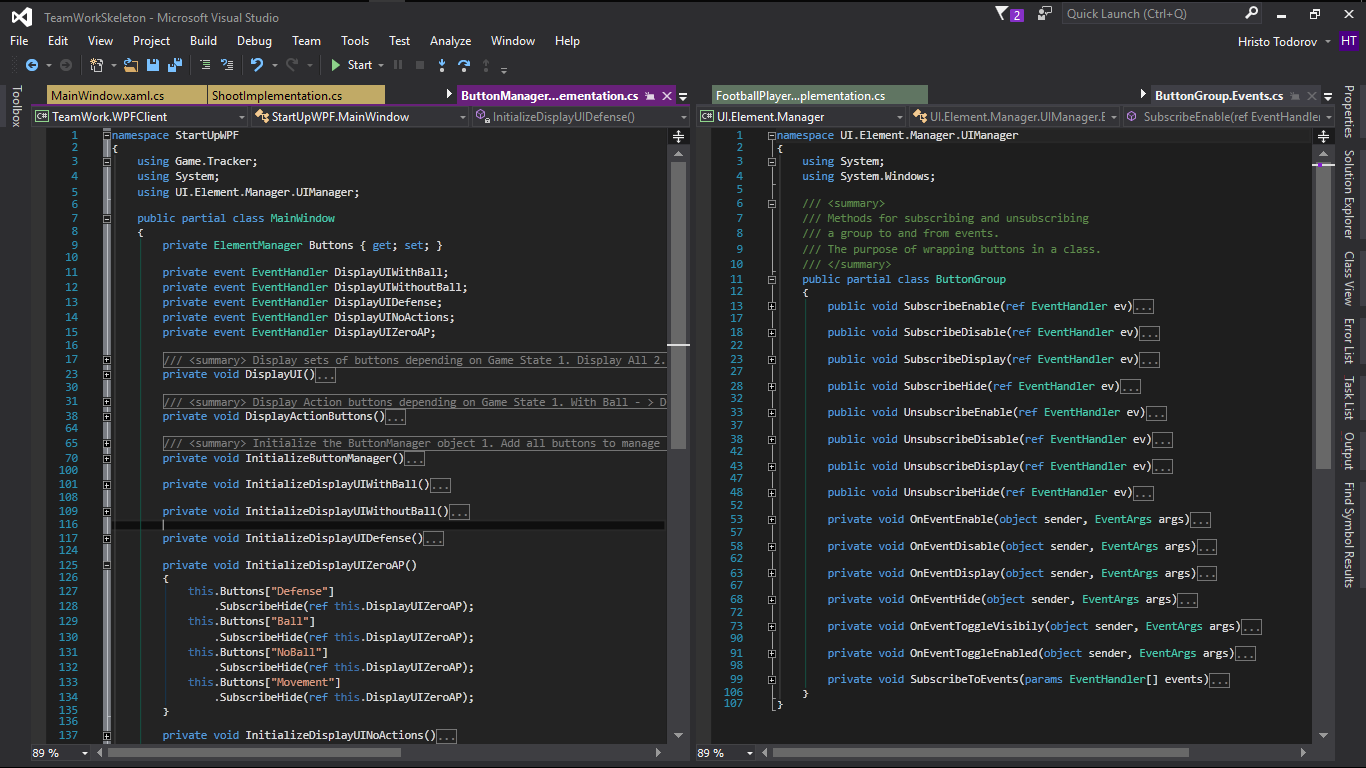 TeamWorkSkeleton - Microsoft Visual Studio
2
Quick Launch (Ctrl+Q)
File Edit View Project Build Debug Team Tools Test Analyze Window Help
Hristo Todorov HT
Start
Toolbox
MainWindow.xaml.cs ShootImplementation.cs ButtonManager...ementation.cs
TeamWork.WPFClient StartUpWPF.MainWindow InitializeDisplayUIDefense()
1 namespace StartUpWPF
2 {
3 using Game.Tracker;
4 using System;
5 using UI.Element.Manager.UIManager;
6
7 public partial class MainWindow
8 {
9 private ElementManager Buttons { get; set; }
10
11 private event EventHandler DisplayUIWithBall;
12 private event EventHandler DisplayUIWithoutBall;
13 private event EventHandler DisplayUIDefense;
14 private event EventHandler DisplayUINoActions;
15 private event EventHandler DisplayUIZeroAP;
16
17 /// <summary> Display sets of buttons depending on Game State 1. Display All 2.
23 private void DisplayUI()...
30
31 /// <summary> Display Action buttons depending on Game State 1. With Ball - > D
38 private void DisplayActionButtons()...
64
65 /// <summary> Initialize the ButtonManager object 1. Add all buttons to manage
70 private void InitializeButtonManager()...
100
101 private void InitializeDisplayUIWithBall()...
108
109 private void InitializeDisplayUIWithoutBall()...
116
117 private void InitializeDisplayUIDefense()...
124
125 private void InitializeDisplayUIZeroAP()
126 {
127 this.Buttons["Defense"]
128 .SubscribeHide(ref this.DisplayUIZeroAP);
129 this.Buttons["Ball"]
130 .SubscribeHide(ref this.DisplayUIZeroAP);
131 this.Buttons["NoBall"]
132 .SubscribeHide(ref this.DisplayUIZeroAP);
133 this.Buttons["Movement"]
134 .SubscribeHide(ref this.DisplayUIZeroAP);
135 }
136
137 private void InitializeDisplayUINoActions()...
89 %
FootballPlayer...plementation.cs ButtonGroup.Events.cs
UI.Element.Manager UI.Element.Manager.UIManager.E SubscribeEnable(ref EventHandler
1 namespace UI.Element.Manager.UIManager
2 {
3 using System;
4 using System.Windows;
5
6 /// <summary>
7 /// Methods for subscribing and unsubscribing
8 /// a group to and from events.
9 /// The purpose of wrapping buttons in a class.
10 /// </summary>
11 public partial class ButtonGroup
12 {
13 public void SubscribeEnable(ref EventHandler ev)...
17
18 public void SubscribeDisable(ref EventHandler ev)...
22
23 public void SubscribeDisplay(ref EventHandler ev)...
27
28 public void SubscribeHide(ref EventHandler ev)...
32
33 public void UnsubscribeEnable(ref EventHandler ev)...
37
38 public void UnsubscribeDisable(ref EventHandler ev)...
42
43 public void UnsubscribeDisplay(ref EventHandler ev)...
47
48 public void UnsubscribeHide(ref EventHandler ev)...
52
53 private void OnEventEnable(object sender, EventArgs args)...
57
58 private void OnEventDisable(object sender, EventArgs args)...
62
63 private void OnEventDisplay(object sender, EventArgs args)...
67
68 private void OnEventHide(object sender, EventArgs args)...
72
73 private void OnEventToggleVisibily(object sender, EventArgs args)...
90
91 private void OnEventToggleEnabled(object sender, EventArgs args)...
98
99 private void SubscribeToEvents(params EventHandler[] events)...
106 }
107 }
89 %
Properties
Solution Explorer
Class View
Error List
Task List
Output
Find Symbol Results